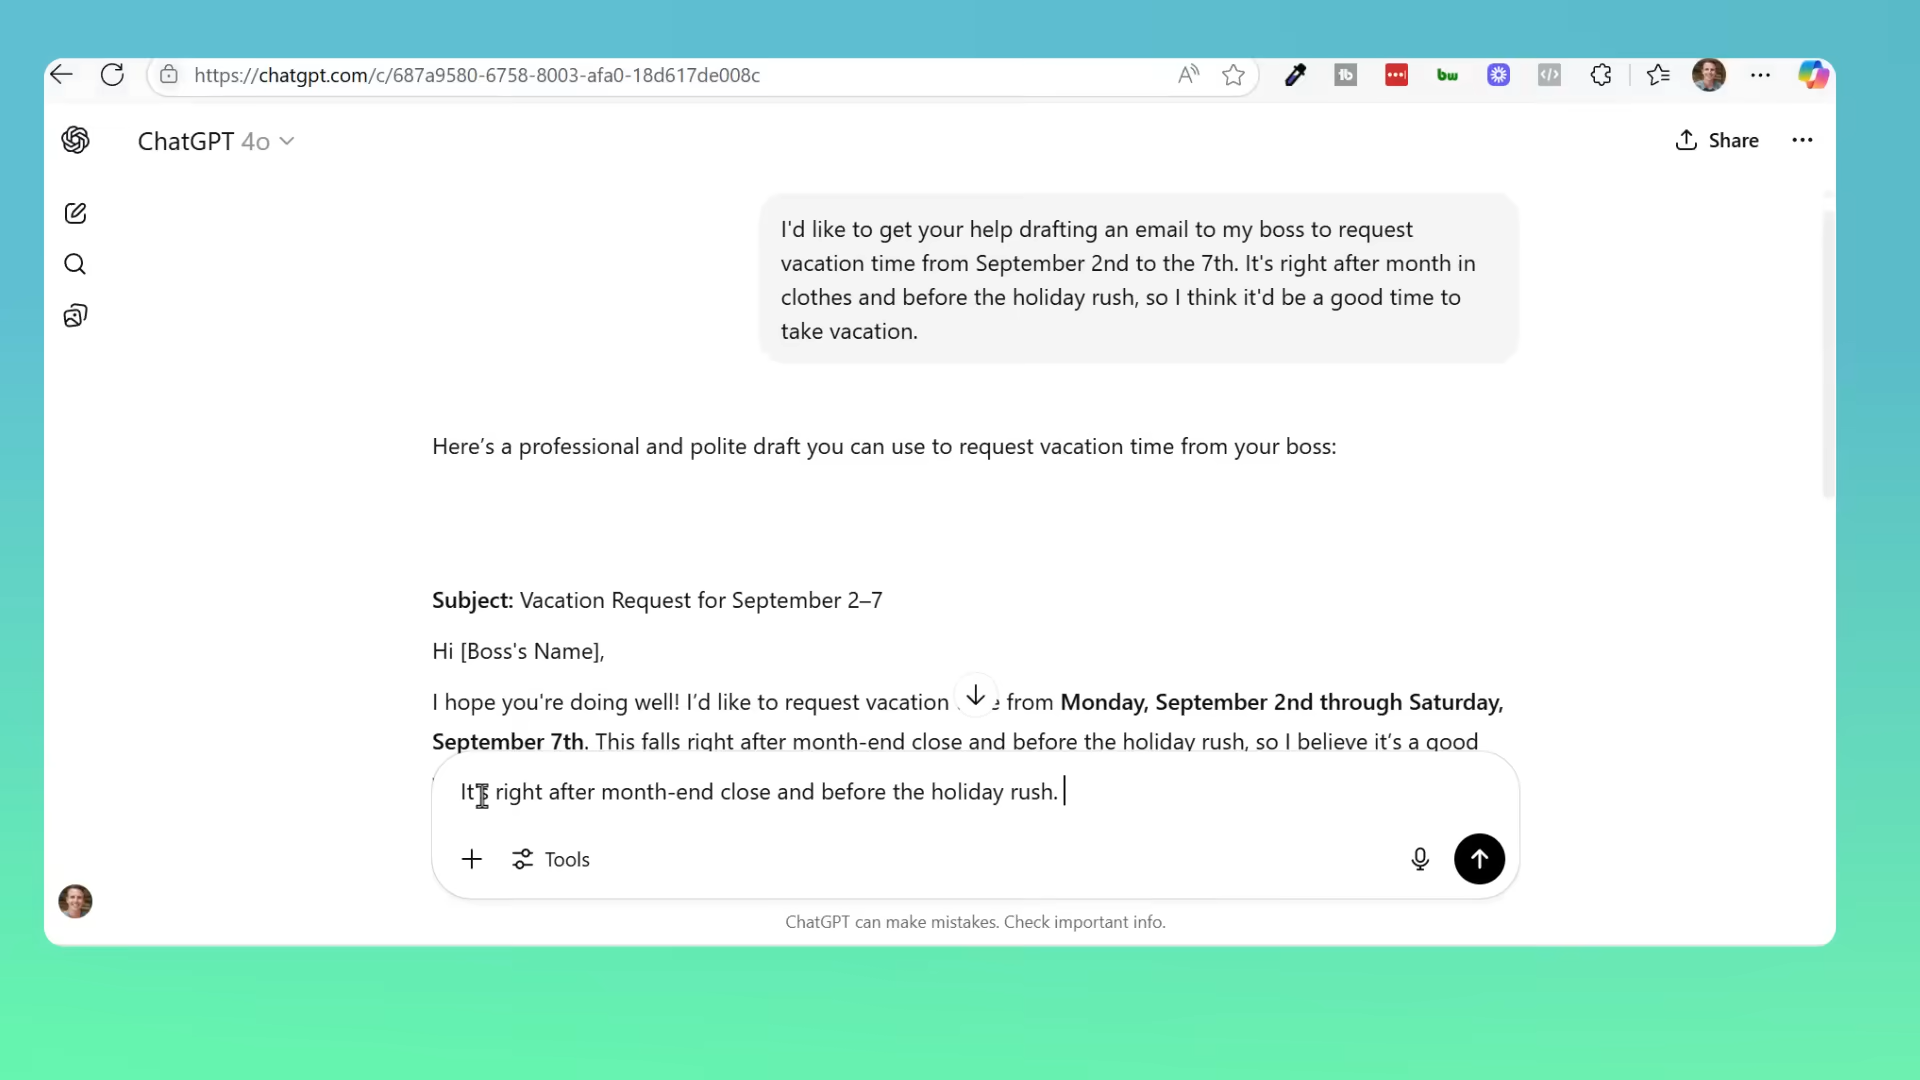 https://chatgpt.com/c/687a9580-6758-8003-afa0-18d617de008c
bw
ChatGPT 4o
Share
I'd like to get your help drafting an email to my boss to request
vacation time from September 2nd to the 7th. It's right after month in
clothes and before the holiday rush, so I think it'd be a good time to
take vacation.
Here’s a professional and polite draft you can use to request vacation time from your boss:
Subject: Vacation Request for September 2–7
Hi [Boss's Name],
I hope you're doing well! I’d like to request vacation from Monday, September 2nd through Saturday,
September 7th. This falls right after month-end close and before the holiday rush, so I believe it’s a good
It's right after month-end close and before the holiday rush.
Tools
ChatGPT can make mistakes. Check important info.